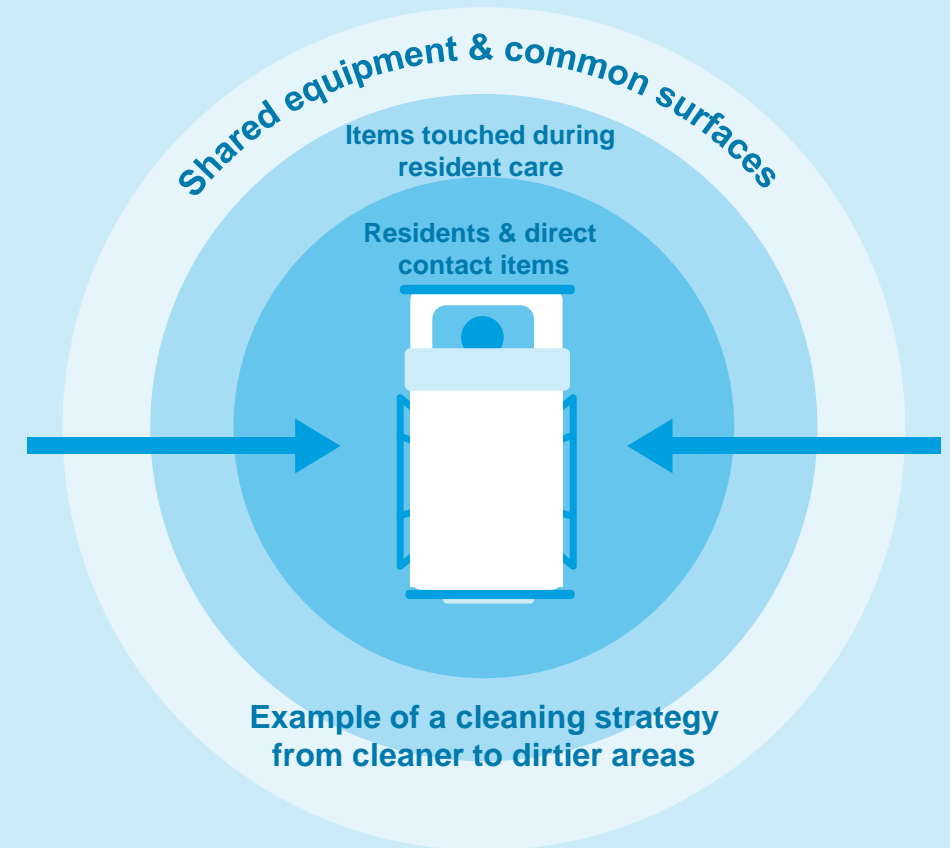 Shared equipment & common surfaces
Items touched during
resident care
Residents & direct
contact items
Example of a cleaning strategy
from cleaner to dirtier areas